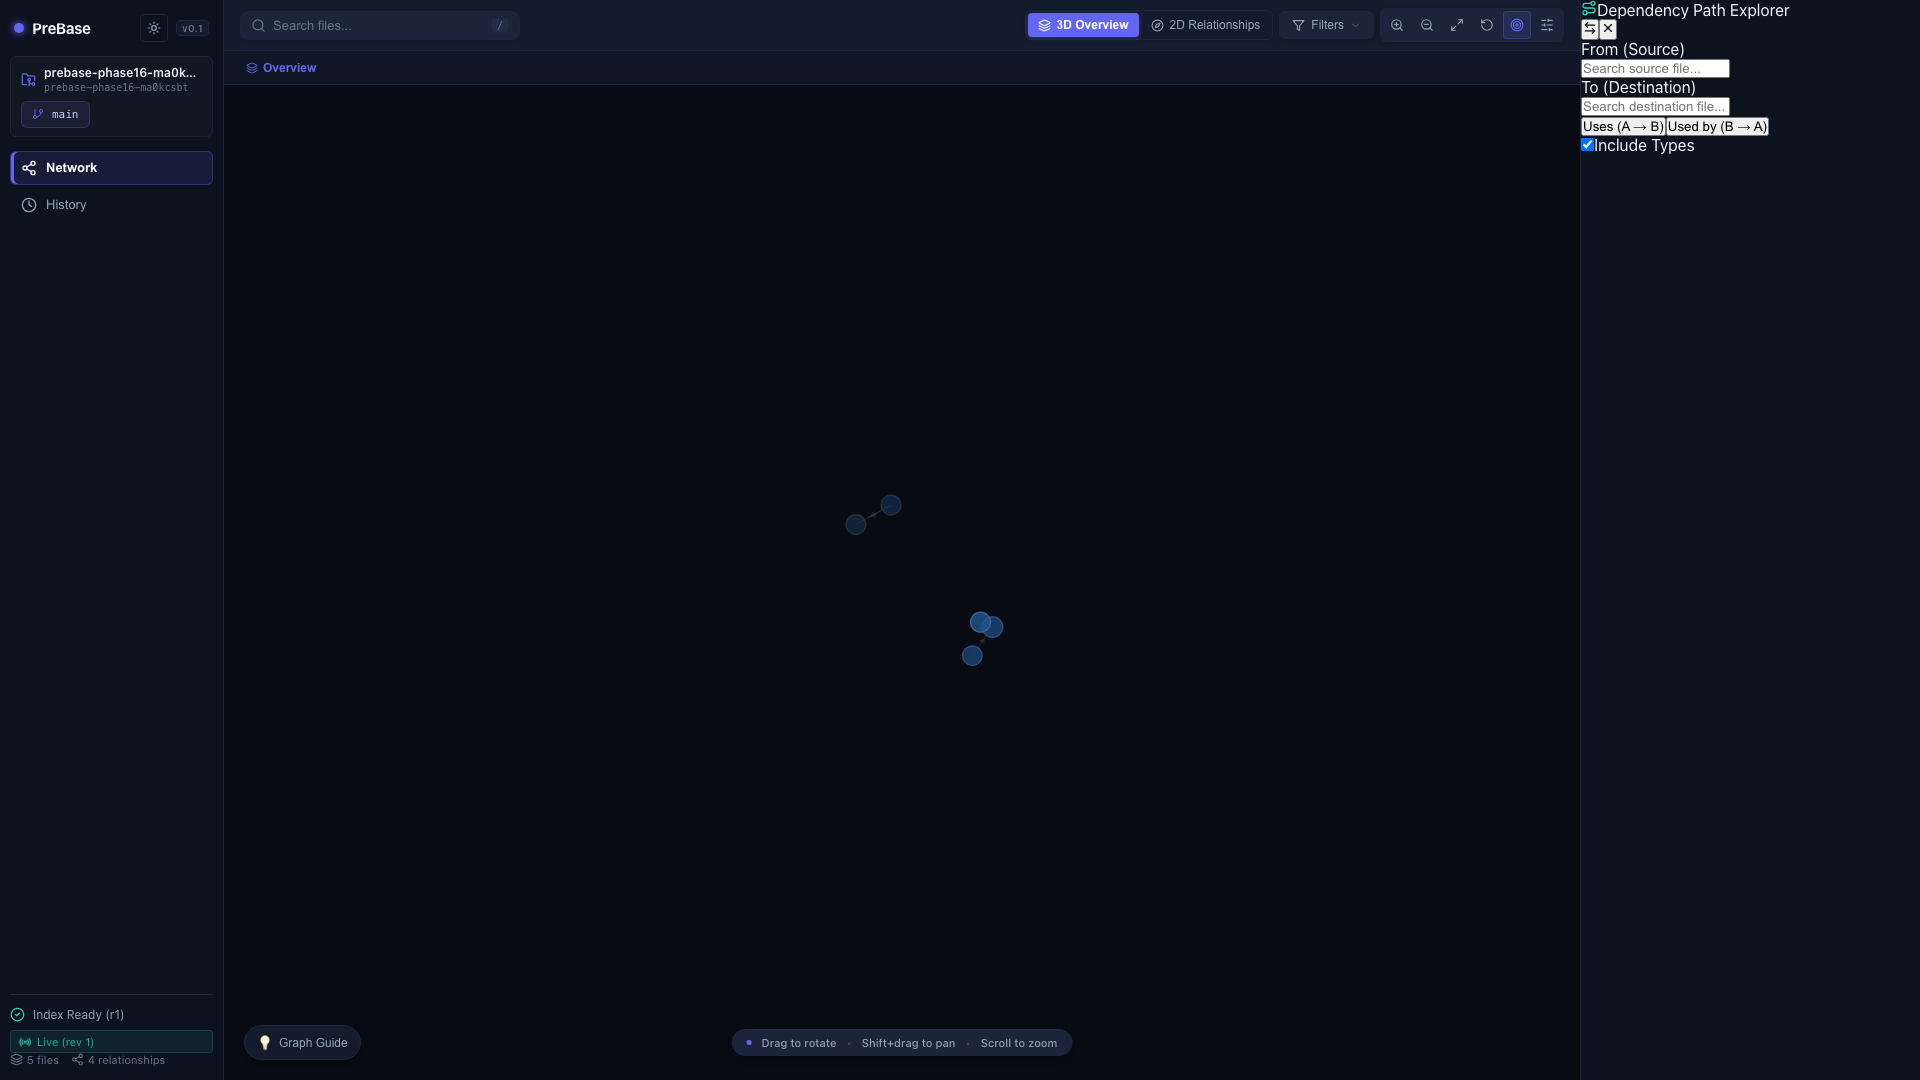 PreBase
v0.1
prebase-phase16-ma0k...
prebase-phase16-ma0kcsbt
main
Network
History
Index Ready (r1)
Live (rev 1)
5 files 4 relationships
Search files... /
3D Overview 2D Relationships Filters
Overview
Graph Guide
Drag to rotate · Shift+drag to pan · Scroll to zoom
Dependency Path Explorer
From (Source)
Search source file...
To (Destination)
Search destination file...
Uses (A → B) Used by (B → A)
Include Types